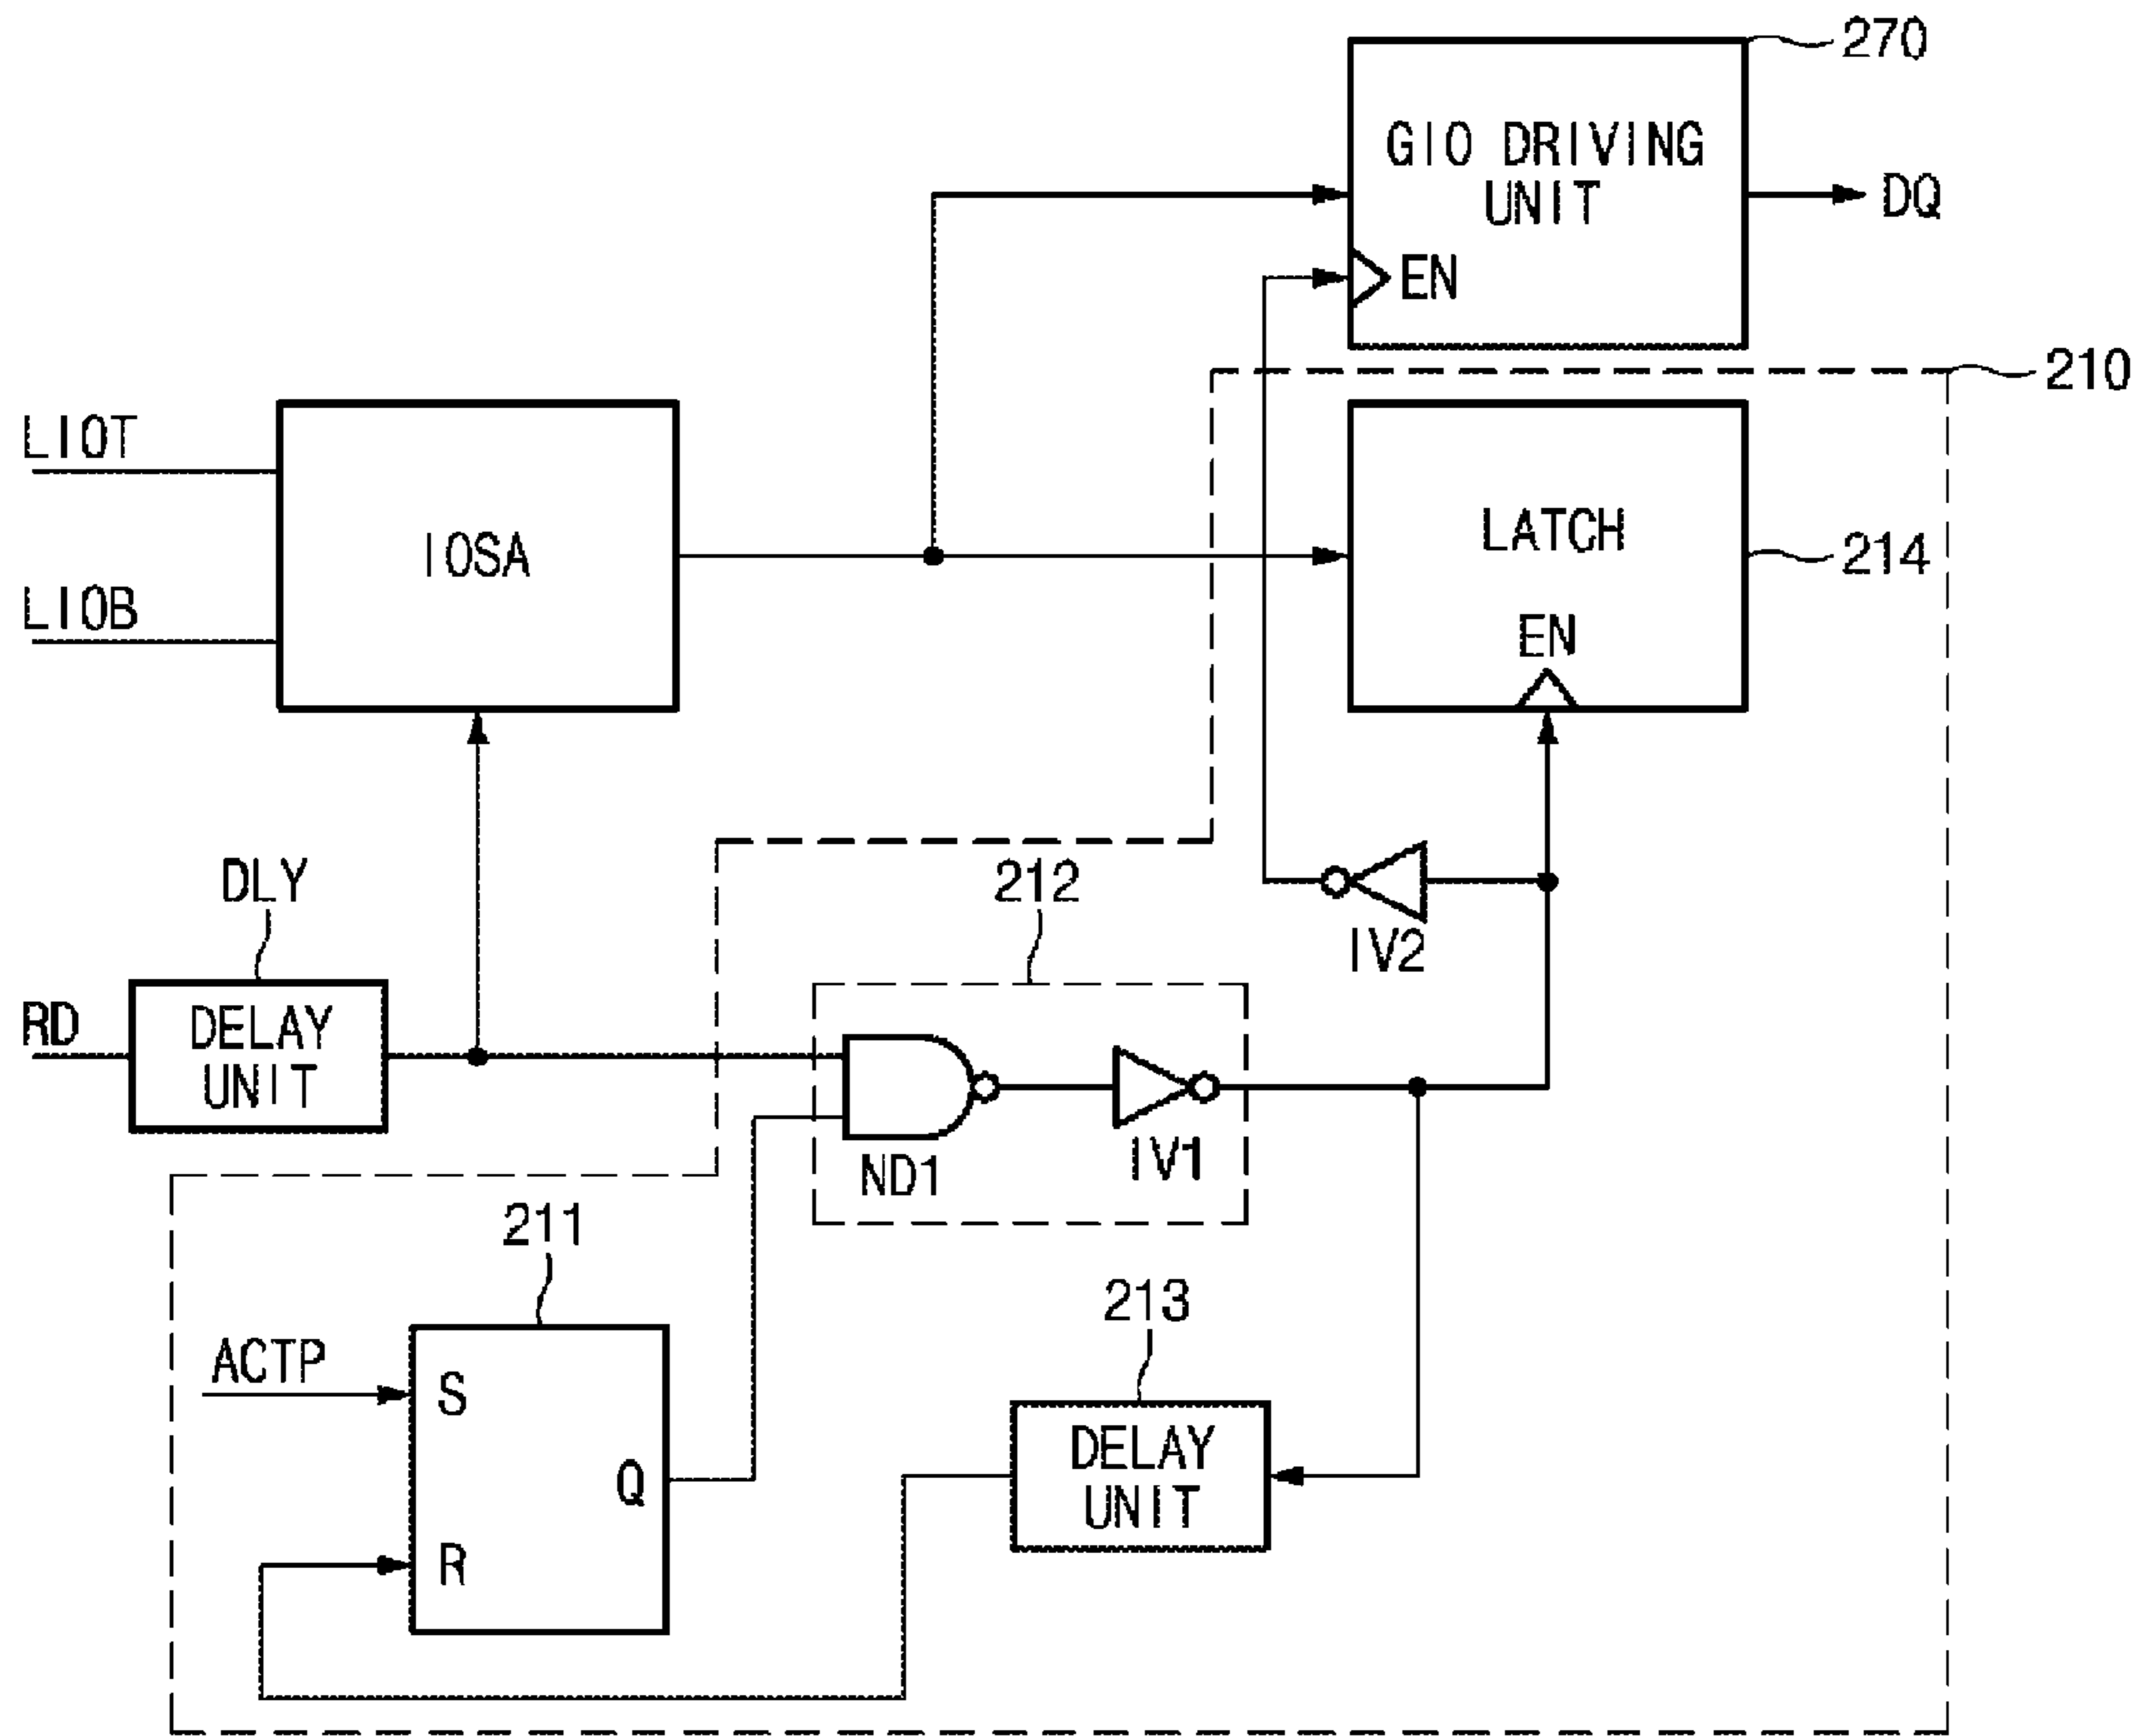 270
GIO DRIVING
UNIT
DQ
EN
210
LIOT
IOSA
LATCH
214
LIOB
EN
DLY
212
IV2
RD
DELAY
UNIT
ND1
IV1
211
213
ACTP
S
DELAY
UNIT
Q
R